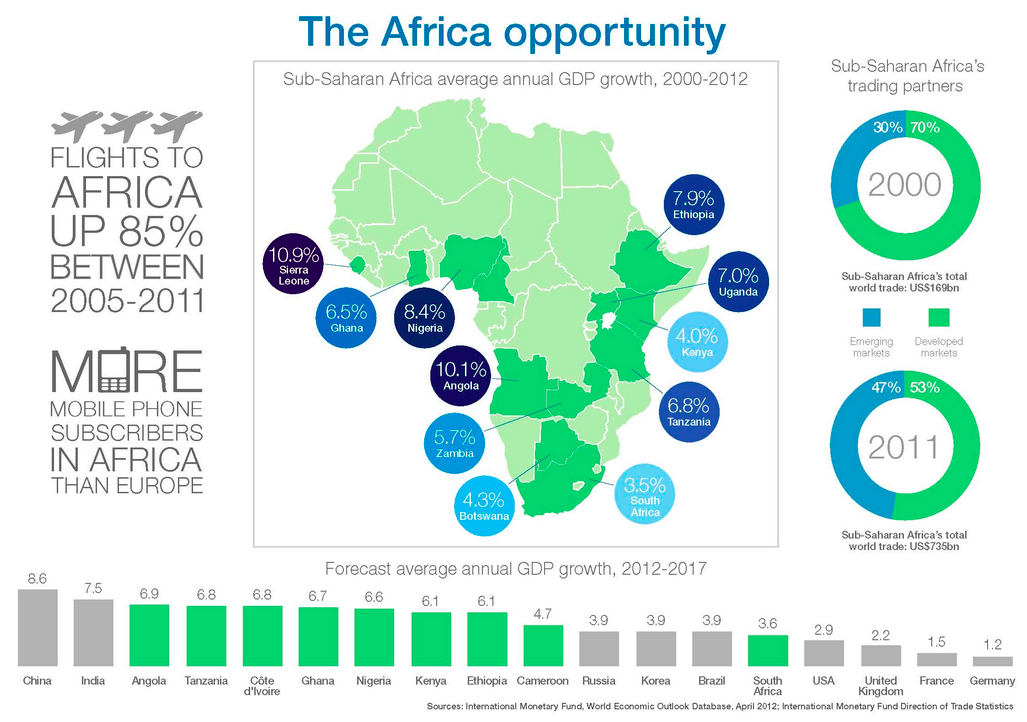 The Africa opportunity
FLIGHTS TO
AFRICA
UP 85%
BETWEEN
2005-2011
MORE
MOBILE PHONE
SUBSCRIBERS
IN AFRICA
THAN EUROPE
Sub-Saharan Africa average annual GDP growth, 2000-2012
7.9%
Ethiopia
10.9%
Sierra
Leone
7.0%
Uganda
6.5%
Ghana
8.4%
Nigeria
4.0%
Kenya
10.1%
Angola
6.8%
Tanzania
5.7%
Zambia
4.3%
Botswana
3.5%
South
Africa
Sub-Saharan Africa's
trading partners
30% 70%
2000
Sub-Saharan Africa's total
world trade: US$169bn
Emerging
markets
Developed
markets
47% 53%
2011
Sub-Saharan Africa's total
world trade: US$735bn
Forecast average annual GDP growth, 2012-2017
8.6 7.5 6.9 6.8 6.8 6.7 6.6 6.1 6.1 4.7 3.9 3.9 3.9 3.6 2.9 2.2 1.5 1.2
China India Angola Tanzania Côte Ghana Nigeria Kenya Ethiopia Cameroon Russia Korea Brazil South USA United France Germany
d'Ivoire Africa Kingdom
Sources: International Monetary Fund, World Economic Outlook Database, April 2012; International Monetary Fund Direction of Trade Statistics